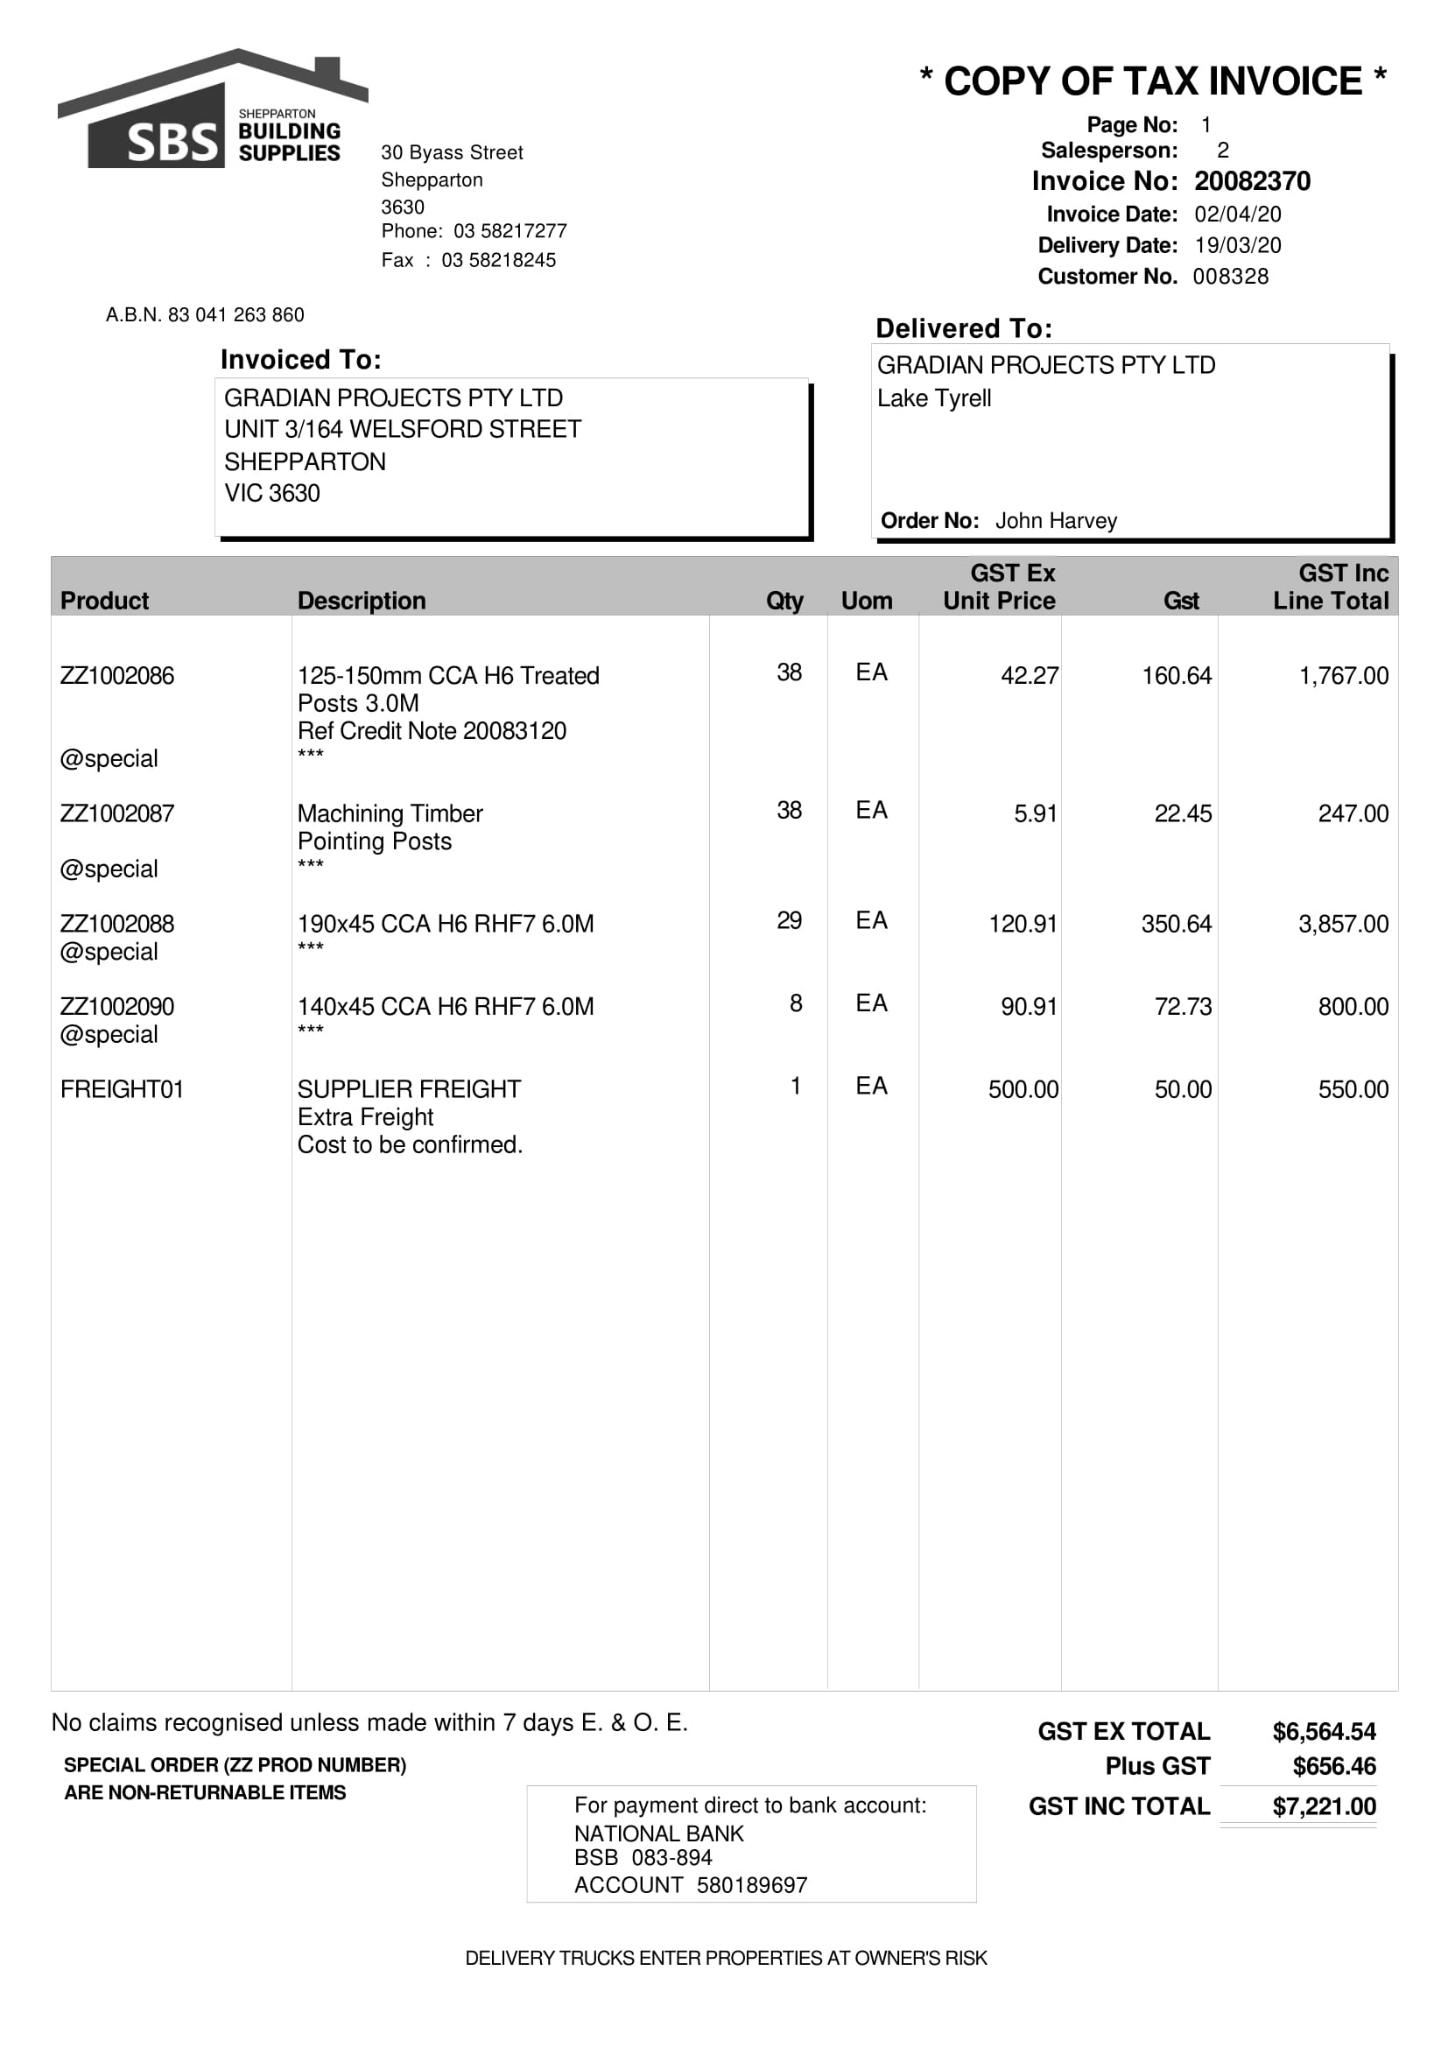 SBS
SHEPPARTON
BUILDING
SUPPLIES
30 Byass Street
Shepparton
3630
Phone: 03 58217277
Fax : 03 58218245
A.B.N. 83 041 263 860
* COPY OF TAX INVOICE *
Page No: 1
Salesperson: 2
Invoice No: 20082370
Invoice Date: 02/04/20
Delivery Date: 19/03/20
Customer No. 008328
Invoiced To:
GRADIAN PROJECTS PTY LTD
UNIT 3/164 WELSFORD STREET
SHEPPARTON
VIC 3630
Delivered To:
GRADIAN PROJECTS PTY LTD
Lake Tyrell
Order No: John Harvey
GST Ex GST Inc
Product Description Qty Uom Unit Price Gst Line Total
ZZ1002086 125-150mm CCA H6 Treated 38 EA 42.27 160.64 1,767.00
Posts 3.0M
Ref Credit Note 20083120
@special ***
ZZ1002087 Machining Timber 38 EA 5.91 22.45 247.00
Pointing Posts
@special ***
ZZ1002088 190x45 CCA H6 RHF7 6.0M 29 EA 120.91 350.64 3,857.00
@special ***
ZZ1002090 140x45 CCA H6 RHF7 6.0M 8 EA 90.91 72.73 800.00
@special ***
FREIGHT01 SUPPLIER FREIGHT 1 EA 500.00 50.00 550.00
Extra Freight
Cost to be confirmed.
No claims recognised unless made within 7 days E. & O. E.
SPECIAL ORDER (ZZ PROD NUMBER)
ARE NON-RETURNABLE ITEMS
GST EX TOTAL $6,564.54
Plus GST $656.46
GST INC TOTAL $7,221.00
For payment direct to bank account:
NATIONAL BANK
BSB 083-894
ACCOUNT 580189697
DELIVERY TRUCKS ENTER PROPERTIES AT OWNER'S RISK